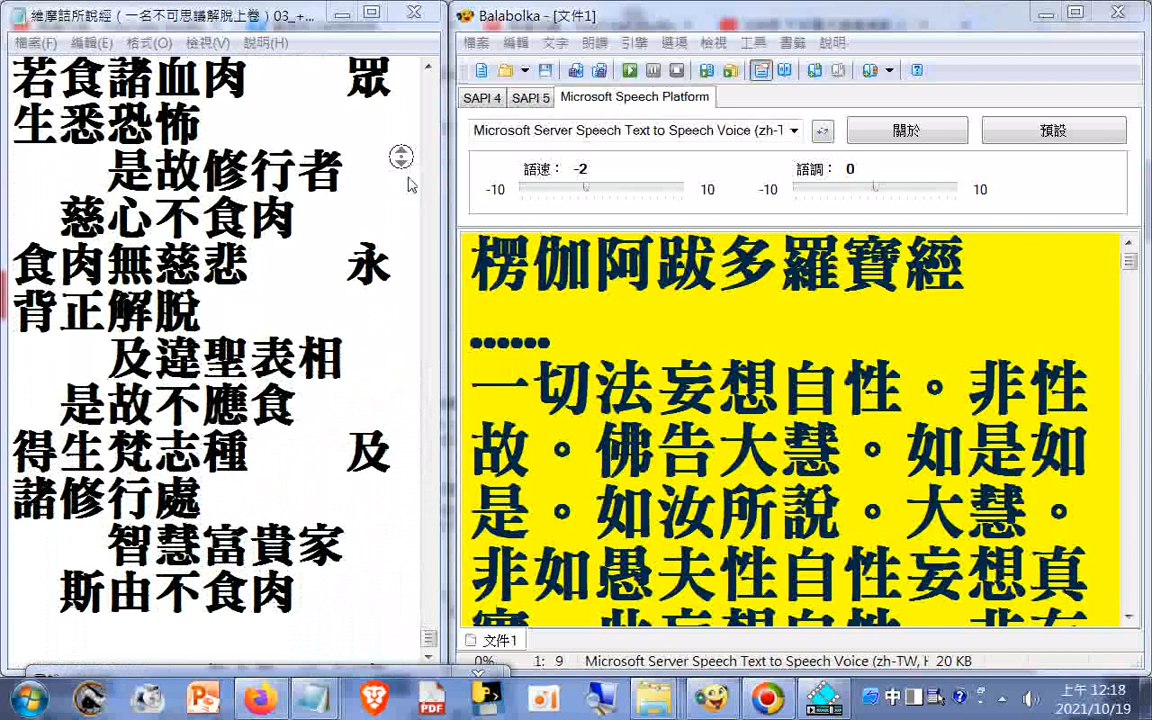 維摩詰所說經（一名不可思議解脫上卷）03_+...
檔案(F) 編輯(E) 格式(O) 檢視(V) 說明(H)
若食諸血肉　　眾
生悉恐怖
是故修行者
慈心不食肉
食肉無慈悲　　永
背正解脫
及違聖表相
是故不應食
得生梵志種　　及
諸修行處
智慧富貴家
斯由不食肉
Balabolka - [文件1]
檔案 編輯 文字 朗讀 引擎 選項 檢視 工具 書籤 說明
SAPI 4 SAPI 5 Microsoft Speech Platform
Microsoft Server Speech Text to Speech Voice (zh-T 關於 預設
語速： -2 語調： 0
-10 10 -10 10
楞伽阿跋多羅寶經
••••••
一切法妄想自性。非性
故。佛告大慧。如是如
是。如汝所說。大慧。
非如愚夫性自性妄想真
實。此妄想自性。非有
文件1
0% 1: 9 Microsoft Server Speech Text to Speech Voice (zh-TW, H 20 KB
PDF 中 上午 12:18
2021/10/19